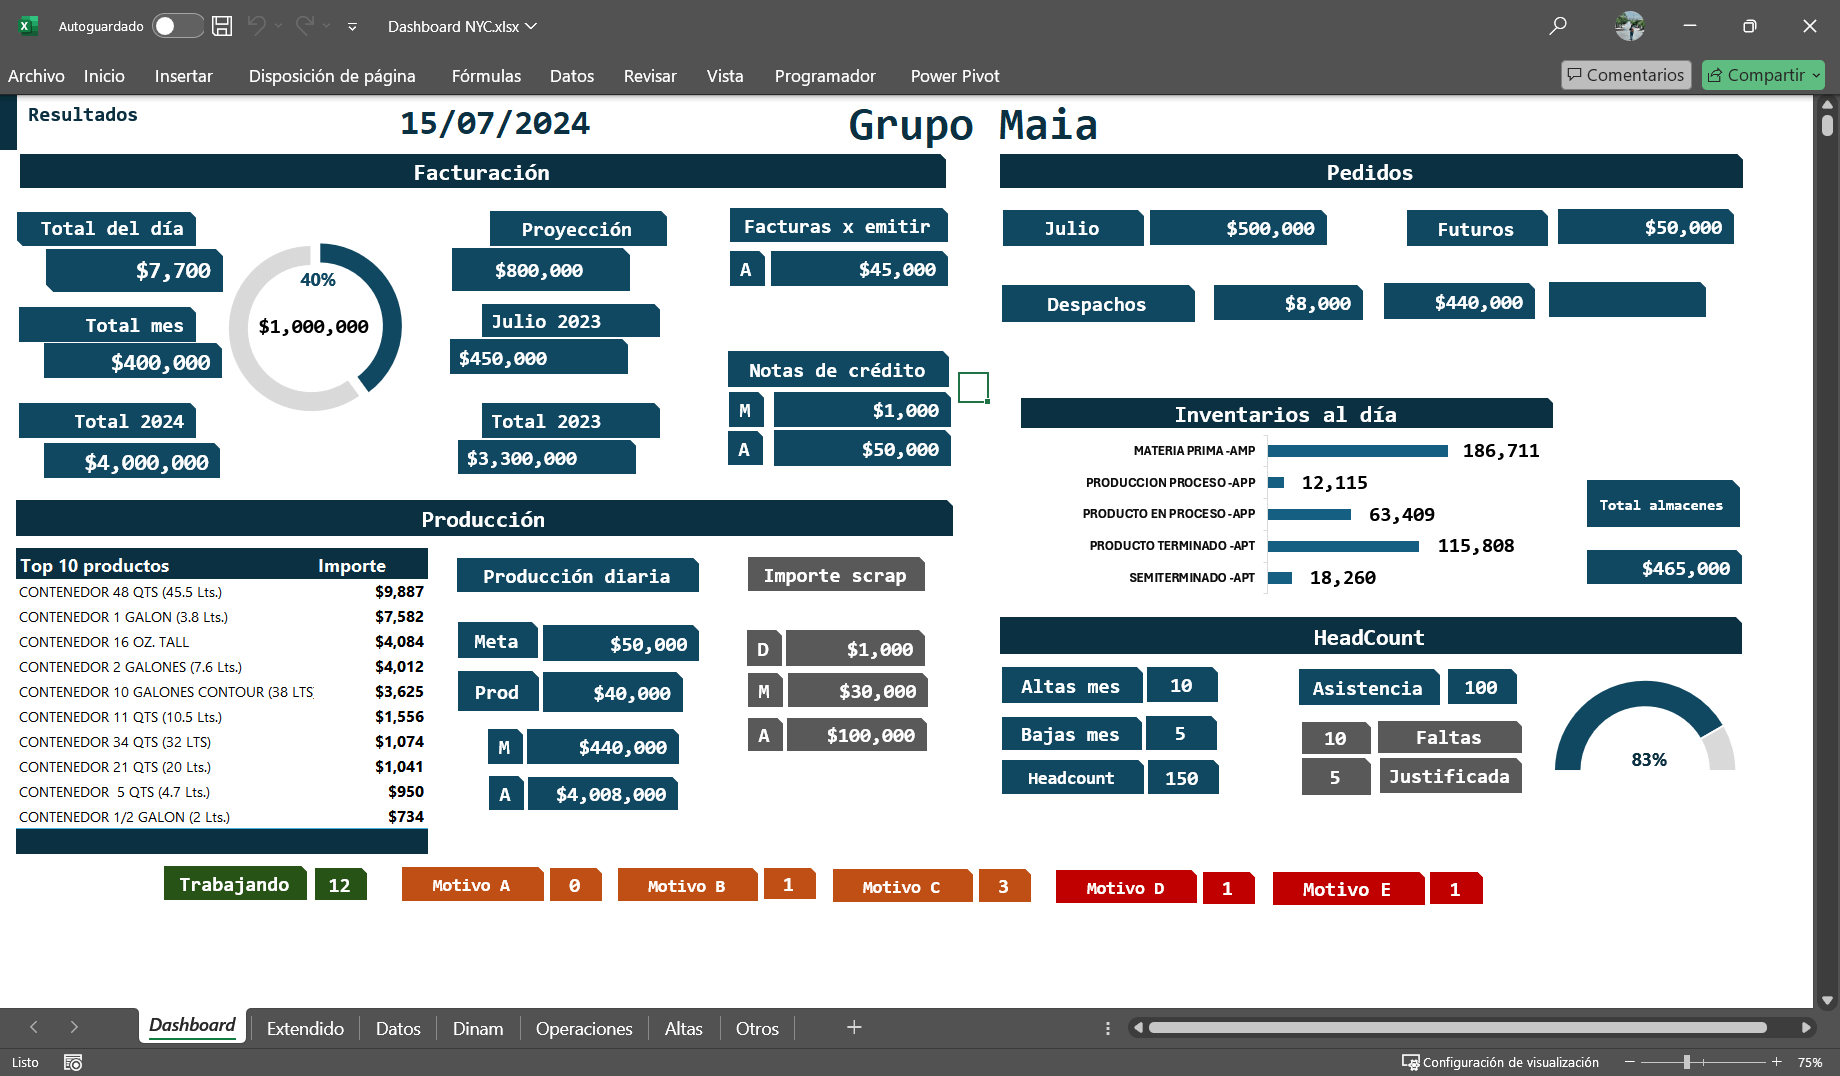 Autoguardado
Dashboard NYC.xlsx
Archivo Inicio Insertar Disposición de página Fórmulas Datos Revisar Vista Programador Power Pivot
Comentarios
Compartir
Resultados
15/07/2024
Grupo Maia
Facturación
Total del día
$7,700
Total mes
$400,000
Total 2024
$4,000,000
40%
$1,000,000
Proyección
$800,000
Julio 2023
$450,000
Total 2023
$3,300,000
Facturas x emitir
A $45,000
Notas de crédito
M $1,000
A $50,000
Pedidos
Julio $500,000
Futuros $50,000
Despachos $8,000 $440,000
Inventarios al día
MATERIA PRIMA -AMP 186,711
PRODUCCION PROCESO -APP 12,115
PRODUCTO EN PROCESO -APP 63,409
PRODUCTO TERMINADO -APT 115,808
SEMITERMINADO -APT 18,260
Total almacenes
$465,000
Producción
Top 10 productos Importe
CONTENEDOR 48 QTS (45.5 Lts.) $9,887
CONTENEDOR 1 GALON (3.8 Lts.) $7,582
CONTENEDOR 16 OZ. TALL $4,084
CONTENEDOR 2 GALONES (7.6 Lts.) $4,012
CONTENEDOR 10 GALONES CONTOUR (38 LTS) $3,625
CONTENEDOR 11 QTS (10.5 Lts.) $1,556
CONTENEDOR 34 QTS (32 LTS) $1,074
CONTENEDOR 21 QTS (20 Lts.) $1,041
CONTENEDOR 5 QTS (4.7 Lts.) $950
CONTENEDOR 1/2 GALON (2 Lts.) $734
Producción diaria
Meta $50,000
Prod $40,000
M $440,000
A $4,008,000
Importe scrap
D $1,000
M $30,000
A $100,000
HeadCount
Altas mes 10
Bajas mes 5
Headcount 150
Asistencia 100
10 Faltas
5 Justificada
83%
Trabajando 12
Motivo A 0
Motivo B 1
Motivo C 3
Motivo D 1
Motivo E 1
Dashboard Extendido Datos Dinam Operaciones Altas Otros
Listo
Configuración de visualización
75%